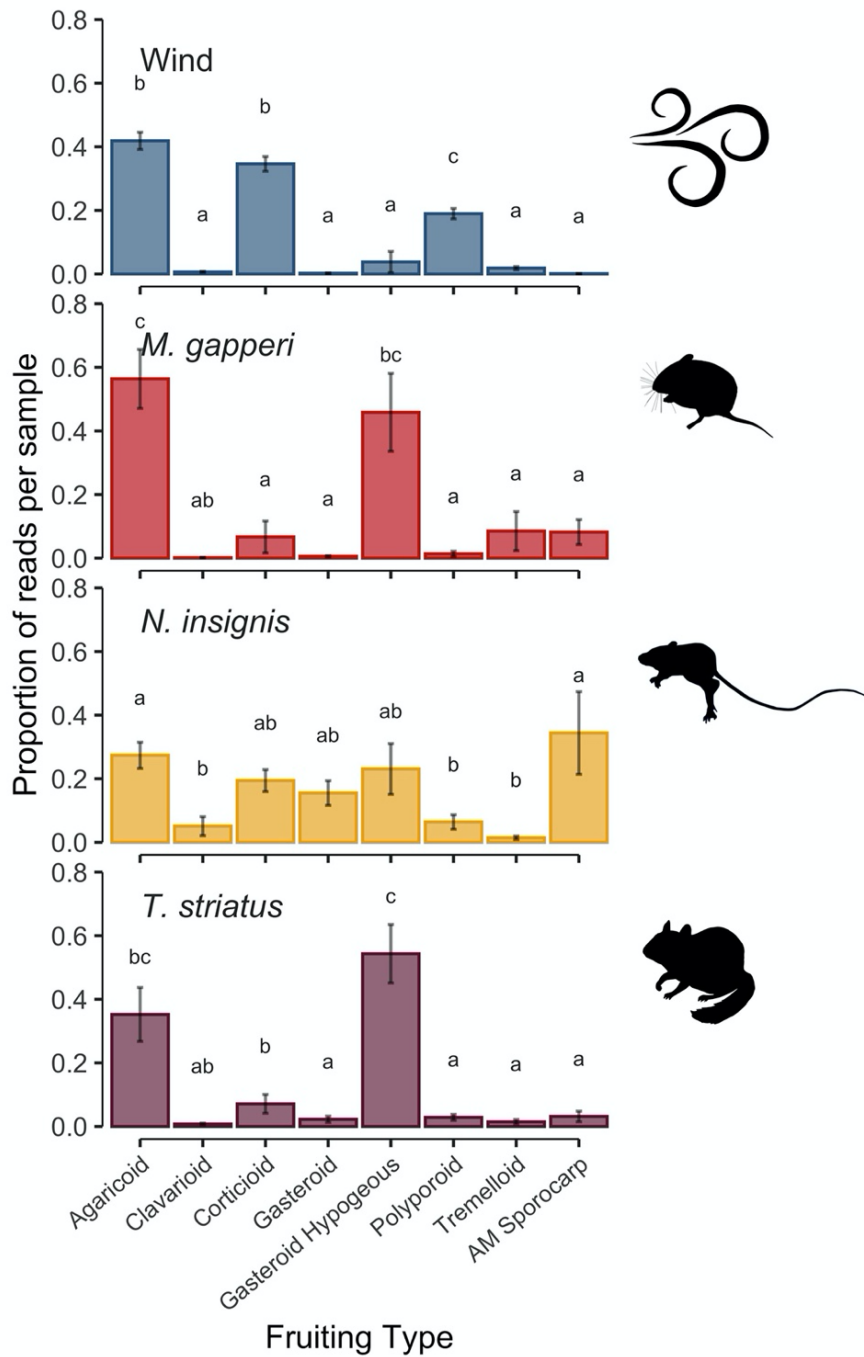 Proportion of reads per sample
0.8
0.6
0.4
0.2
0.0
Wind
b
a
b
a
a
c
a
a
0.8
0.6
0.4
0.2
0.0
M. gapperi
c
ab
a
a
bc
a
a
a
0.8
0.6
0.4
0.2
0.0
N. insignis
a
b
ab
ab
ab
b
b
a
0.8
0.6
0.4
0.2
0.0
T. striatus
bc
ab
b
a
c
a
a
a
Agaricoid
Clavarioid
Corticioid
Gasteroid
Gasteroid Hypogeous
Polyporoid
Tremelloid
AM Sporocarp
Fruiting Type